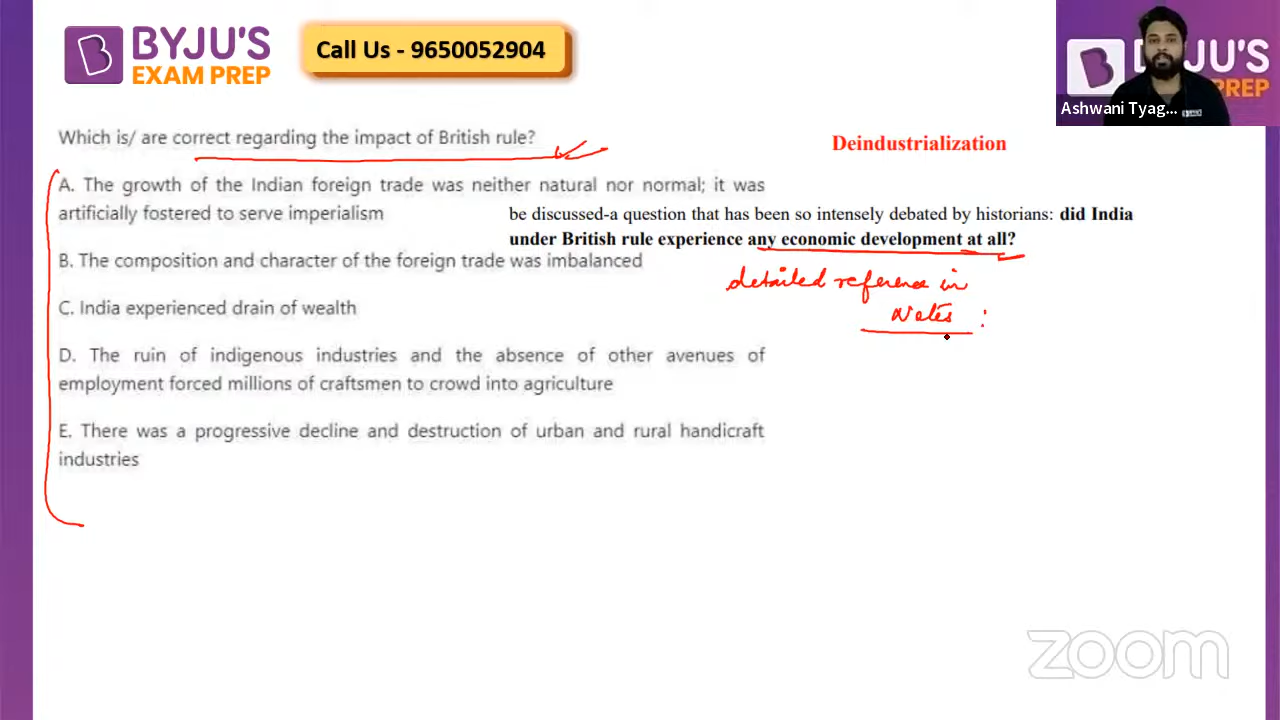 BYJU'S
EXAM PREP
Call Us - 9650052904
Ashwani Tyag...
Which is/ are correct regarding the impact of British rule?
Deindustrialization
A. The growth of the Indian foreign trade was neither natural nor normal; it was
artificially fostered to serve imperialism
be discussed-a question that has been so intensely debated by historians: did India
under British rule experience any economic development at all?
B. The composition and character of the foreign trade was imbalanced
detailed reference in
Notes :
C. India experienced drain of wealth
D. The ruin of indigenous industries and the absence of other avenues of
employment forced millions of craftsmen to crowd into agriculture
E. There was a progressive decline and destruction of urban and rural handicraft
industries
zoom